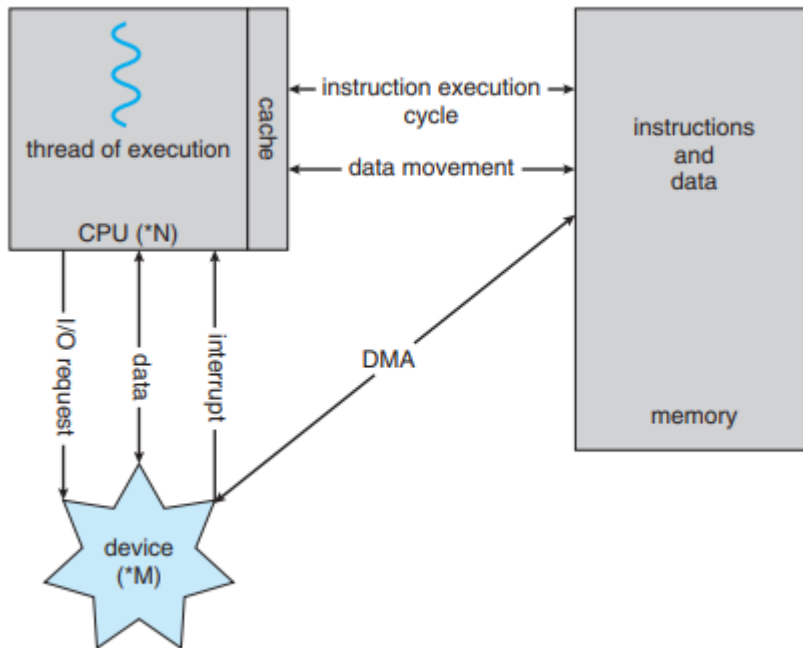 thread of execution
cache
CPU (*N)
instruction execution
cycle
data movement
instructions
and
data
memory
I/O request
data
interrupt
DMA
device
(*M)